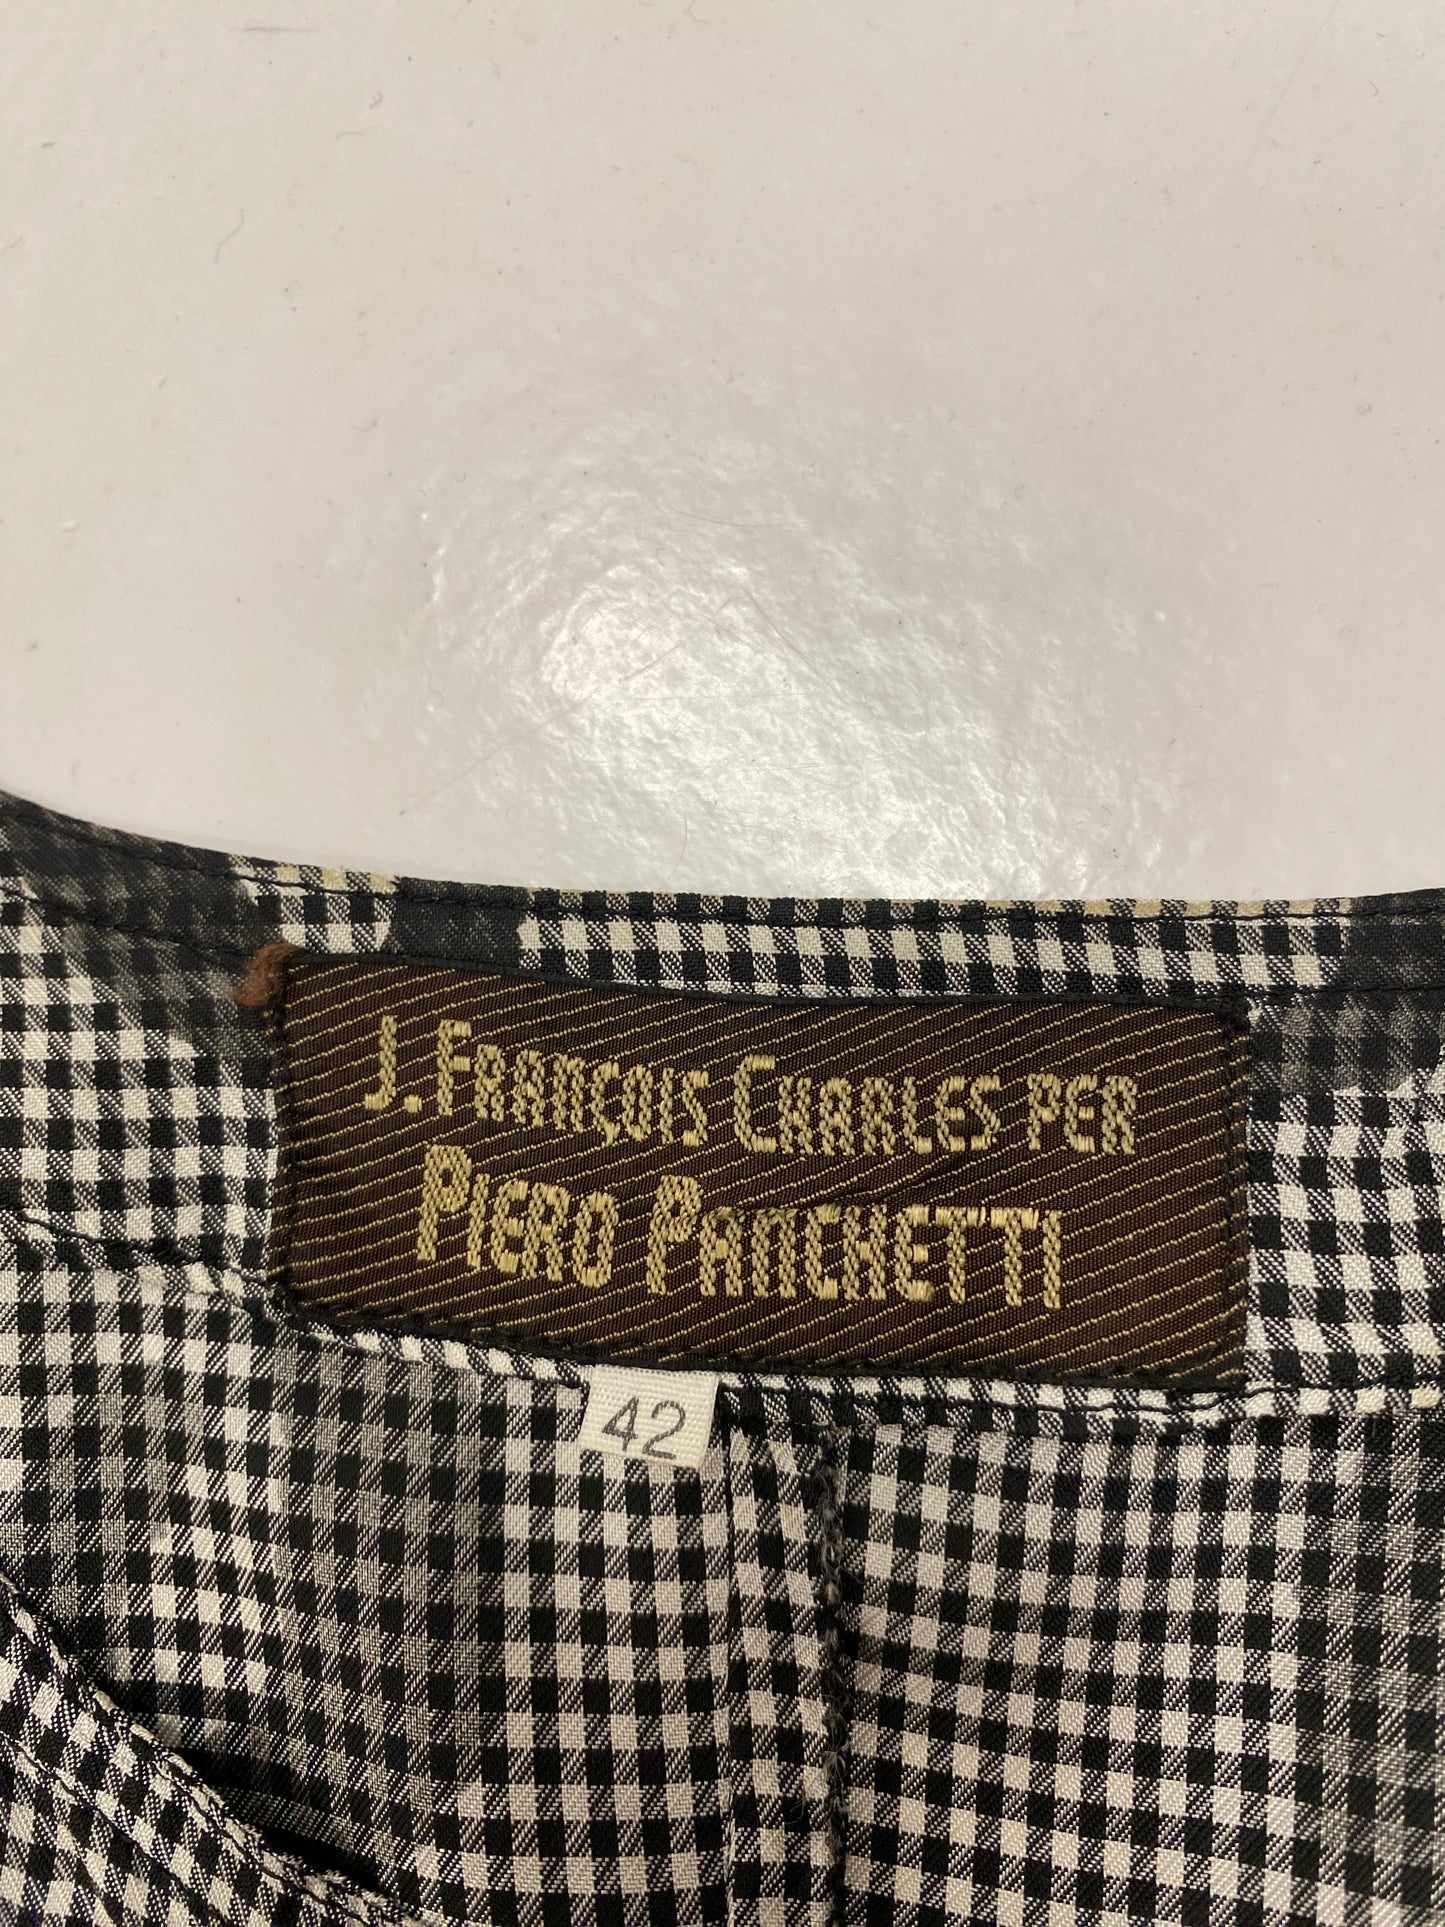 J. François Charles per
Piero Panchetti
42